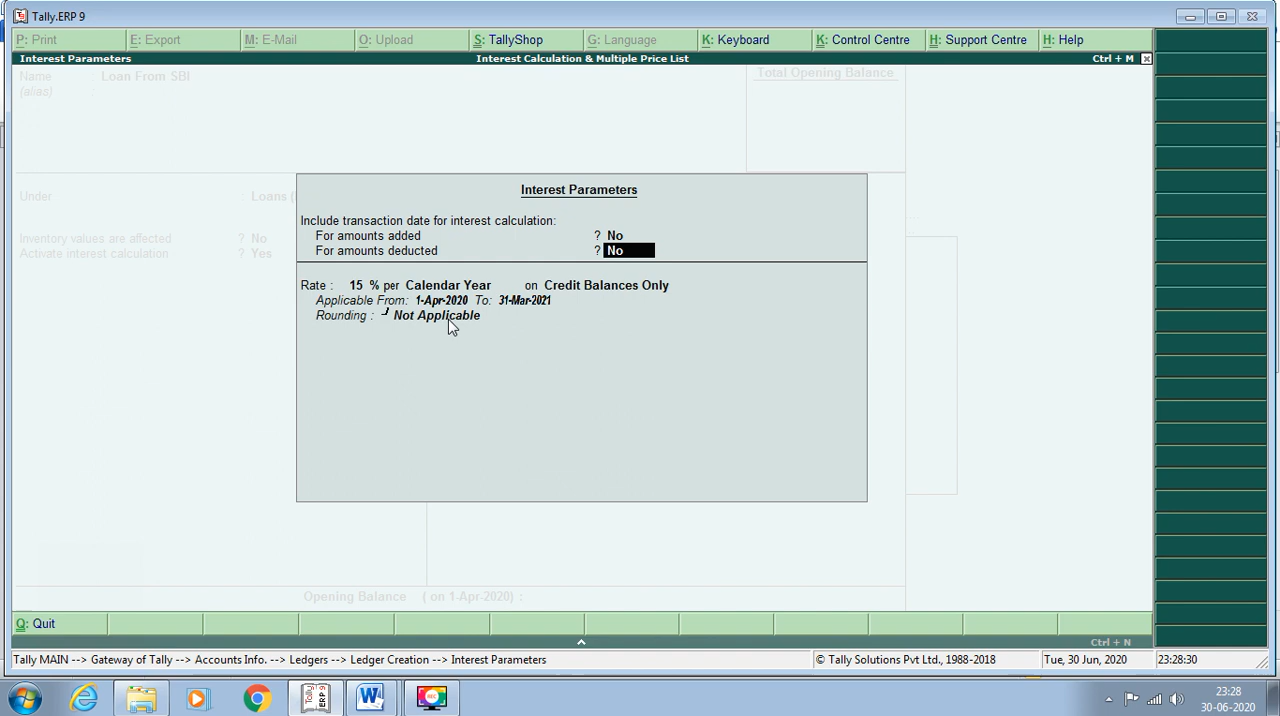 Tally.ERP 9
P: Print E: Export M: E-Mail O: Upload S: TallyShop G: Language K: Keyboard K: Control Centre H: Support Centre H: Help
Interest Parameters Interest Calculation & Multiple Price List Ctrl + M
Name Loan From SBI Total Opening Balance
(alias) :
Interest Parameters
Under : Loans (
Include transaction date for interest calculation:
For amounts added ? No
Inventory values are affected ? No
For amounts deducted ? No
Activate interest calculation ? Yes
Rate : 15 % per Calendar Year on Credit Balances Only
Applicable From: 1-Apr-2020 To: 31-Mar-2021
Rounding : Not Applicable
Opening Balance ( on 1-Apr-2020) :
Q: Quit
Ctrl + N
Tally MAIN --> Gateway of Tally --> Accounts Info. --> Ledgers --> Ledger Creation --> Interest Parameters © Tally Solutions Pvt Ltd., 1988-2018 Tue, 30 Jun, 2020 23:28:30
Tally ERP 9
23:28
30-06-2020